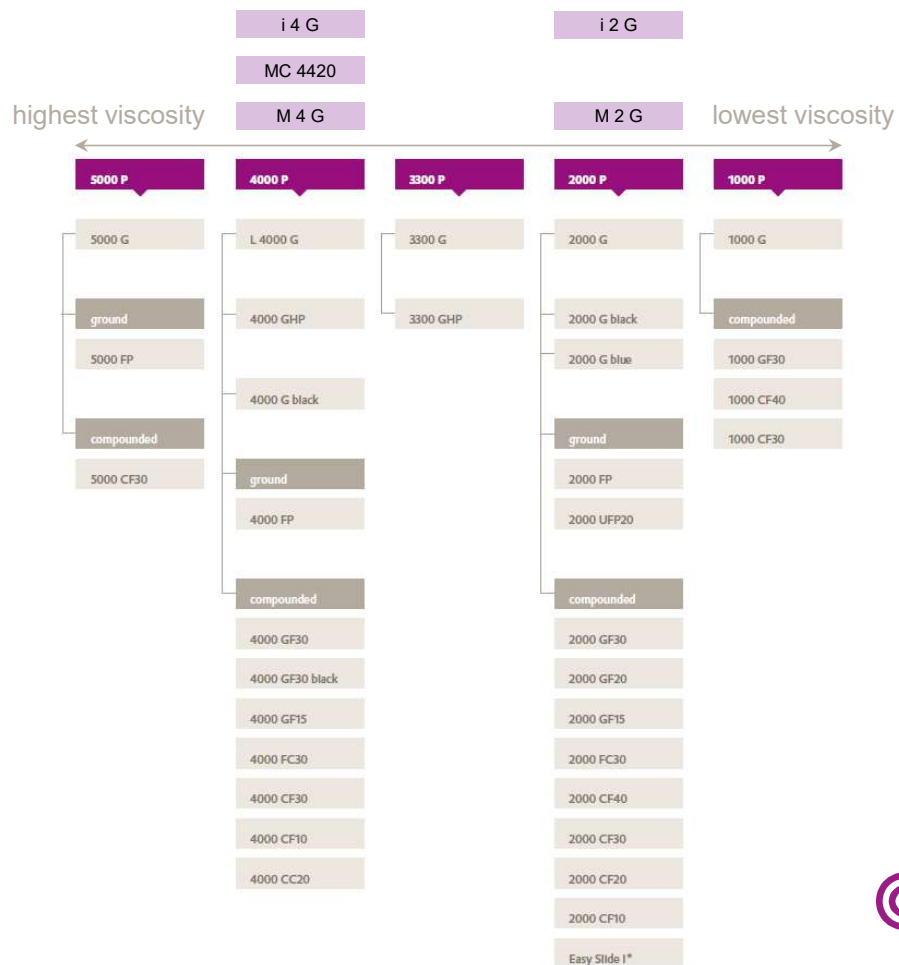 i 4 G
i 2 G
MC 4420
highest viscosity
M 4 G
M 2 G
lowest viscosity
5000 P
4000 P
3300 P
2000 P
1000 P
5000 G
L 4000 G
3300 G
2000 G
1000 G
ground
4000 GHP
3300 GHP
2000 G black
compounded
5000 FP
2000 G blue
1000 GF30
4000 G black
1000 CF40
compounded
ground
1000 CF30
5000 CF30
ground
2000 FP
4000 FP
2000 UFP20
compounded
compounded
4000 GF30
2000 GF30
4000 GF30 black
2000 GF20
4000 GF15
2000 GF15
4000 FC30
2000 FC30
4000 CF30
2000 CF40
4000 CF10
2000 CF30
4000 CC20
2000 CF20
2000 CF10
Easy Slide I*